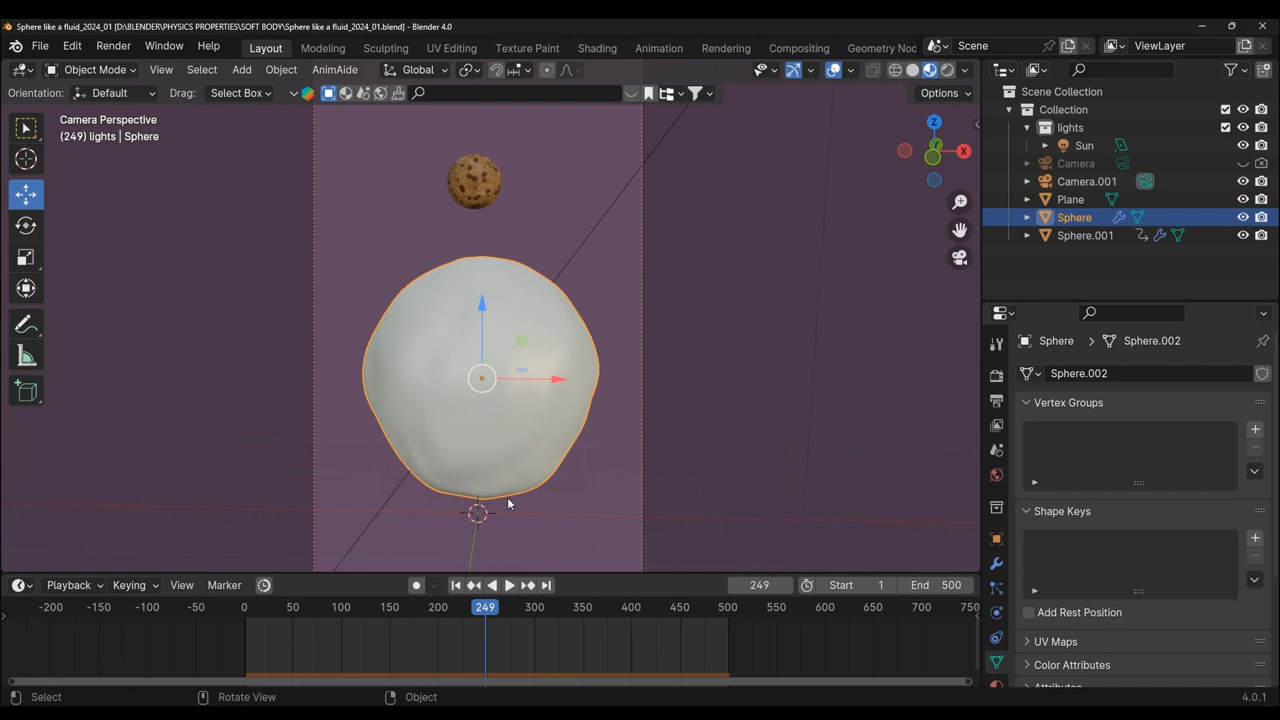 Sphere like a fluid_2024_01 [D:\BLENDER\PHYSICS PROPERTIES\SOFT BODY\Sphere like a fluid_2024_01.blend] - Blender 4.0
File Edit Render Window Help Layout Modeling Sculpting UV Editing Texture Paint Shading Animation Rendering Compositing Geometry Noc Scene ViewLayer
Object Mode View Select Add Object AnimAide Global
Orientation: Default Drag: Select Box Options
Camera Perspective
(249) lights | Sphere
Z
X
Y
Scene Collection
Collection
lights
Sun
Camera
Camera.001
Plane
Sphere
Sphere.001
Sphere > Sphere.002
Sphere.002
Vertex Groups
Shape Keys
Add Rest Position
UV Maps
Color Attributes
Attributes
Playback Keying View Marker 249 Start 1 End 500
-200 -150 -100 -50 0 50 100 150 200 249 300 350 400 450 500 550 600 650 700 750
Select Rotate View Object 4.0.1